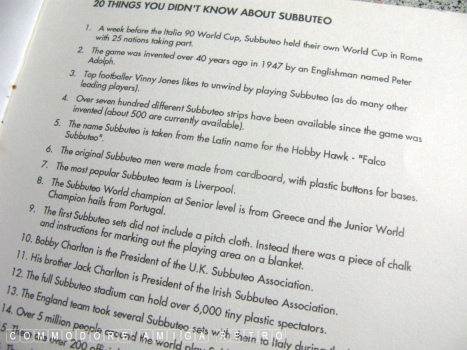 20 THINGS YOU DIDN'T KNOW ABOUT SUBBUTEO
1. A week before the Italia 90 World Cup, Subbuteo held their own World Cup in Rome
with 25 nations taking part.
2. The game was invented over 40 years ago in 1947 by an Englishman named Peter
Adolph.
3. Top footballer Vinny Jones likes to unwind by playing Subbuteo (as do many other
leading players).
4. Over seven hundred different Subbuteo strips have been available since the game was
invented (about 500 are currently available).
5. The name Subbuteo is taken from the Latin name for the Hobby Hawk - "Falco
Subbuteo".
6. The original Subbuteo men were made from cardboard, with plastic buttons for bases.
7. The most popular Subbuteo team is Liverpool.
8. The Subbuteo World champion at Senior level is from Greece and the Junior World
Champion hails from Portugal.
9. The first Subbuteo sets did not include a pitch cloth. Instead there was a piece of chalk
and instructions for marking out the playing area on a blanket.
10. Bobby Charlton is the President of the U.K. Subbuteo Association.
11. His brother Jack Charlton is President of the Irish Subbuteo Association.
12. The full Subbuteo stadium can hold over 6,000 tiny plastic spectators.
13. The England team took several Subbuteo sets with them to Italy during
14. Over 5 million people around the world play
COMMODORE AMIGA RETRO
over 200